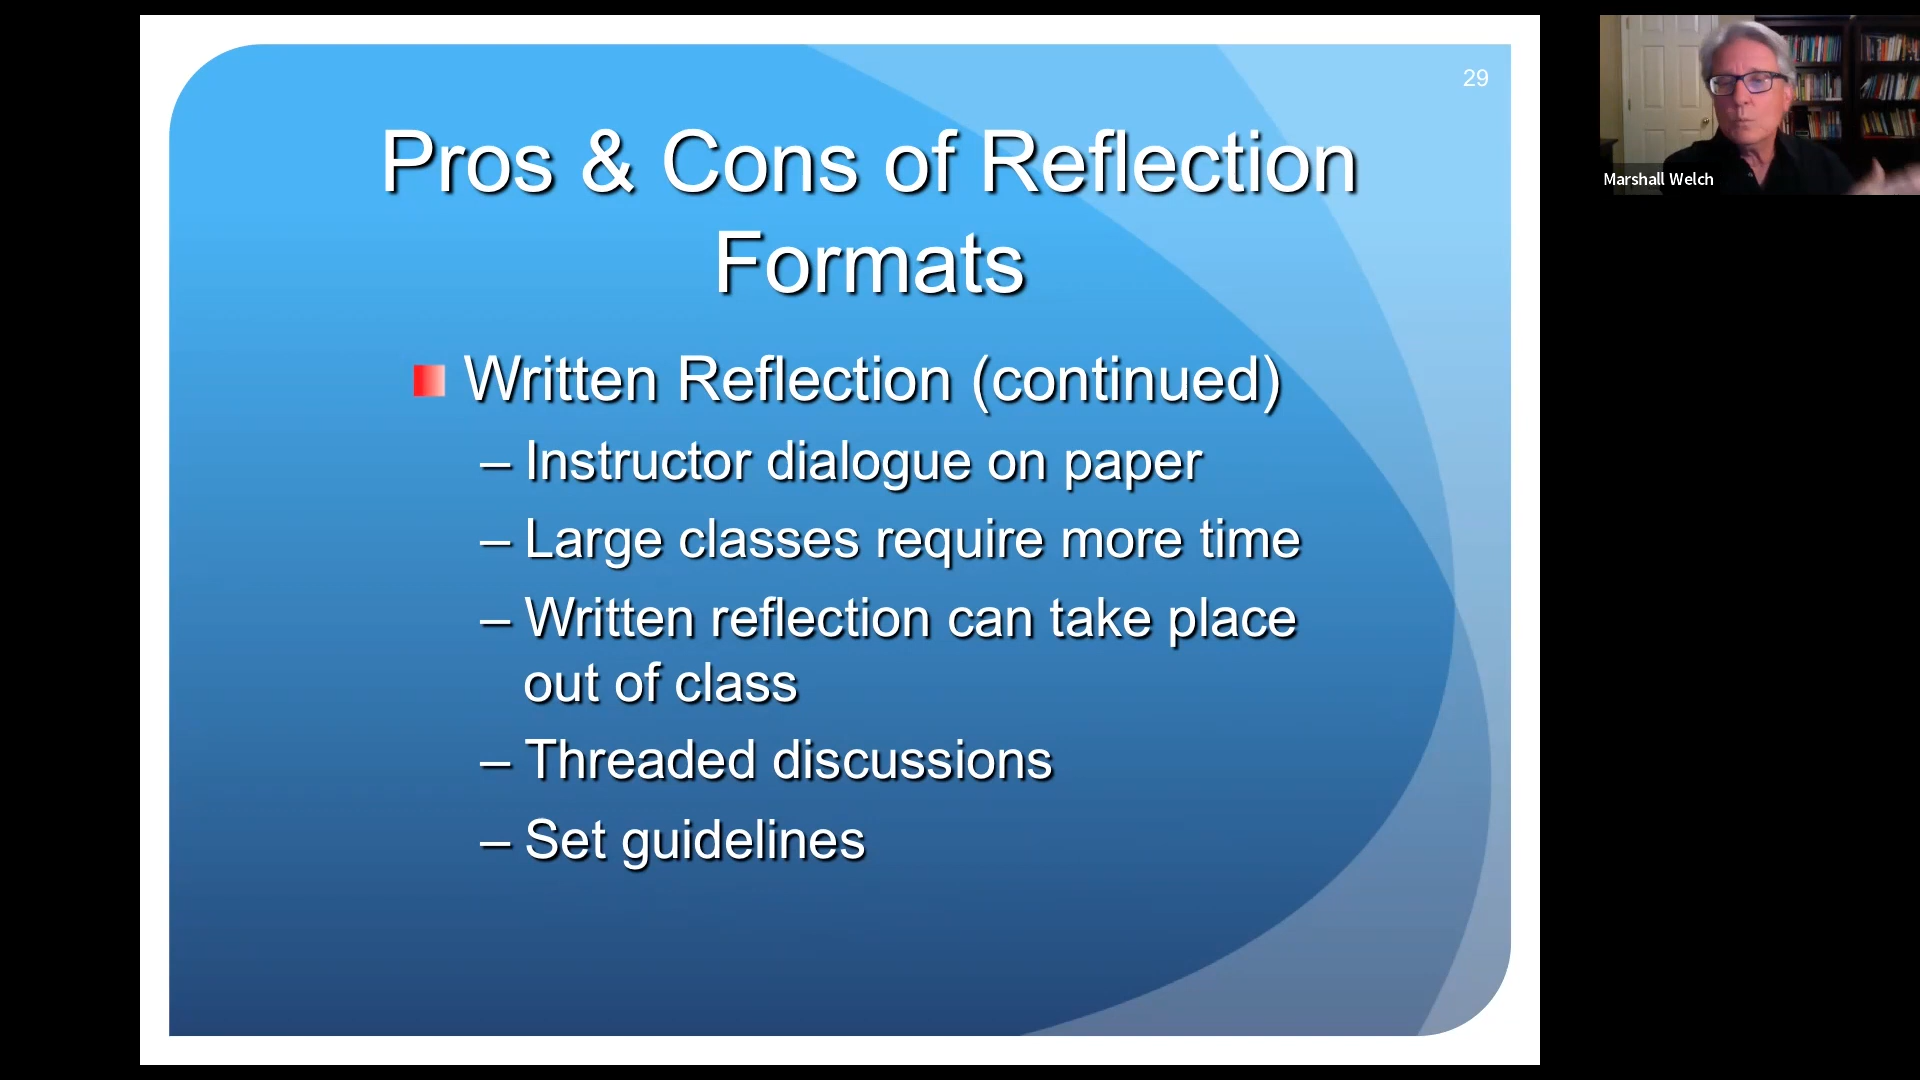 29
Pros & Cons of Reflection
Formats
Written Reflection (continued)
– Instructor dialogue on paper
– Large classes require more time
– Written reflection can take place
out of class
– Threaded discussions
– Set guidelines
Marshall Welch